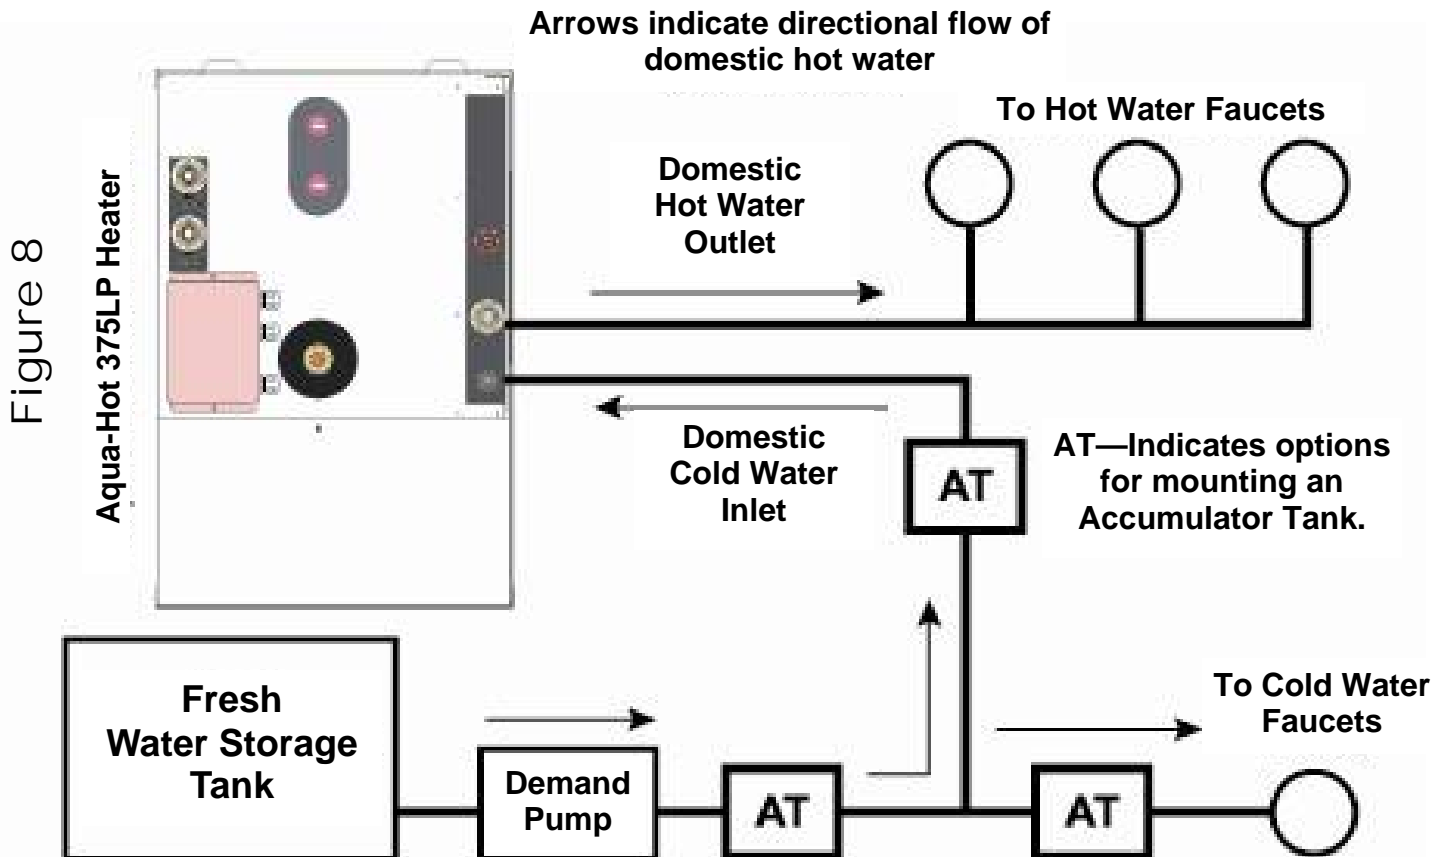 Arrows indicate directional flow of
domestic hot water
To Hot Water Faucets
Domestic
Hot Water
Outlet
Figure 8
Aqua-Hot 375LP Heater
Domestic
Cold Water
Inlet
AT
AT—Indicates options
for mounting an
Accumulator Tank.
Fresh
Water Storage
Tank
Demand
Pump
AT
AT
To Cold Water
Faucets